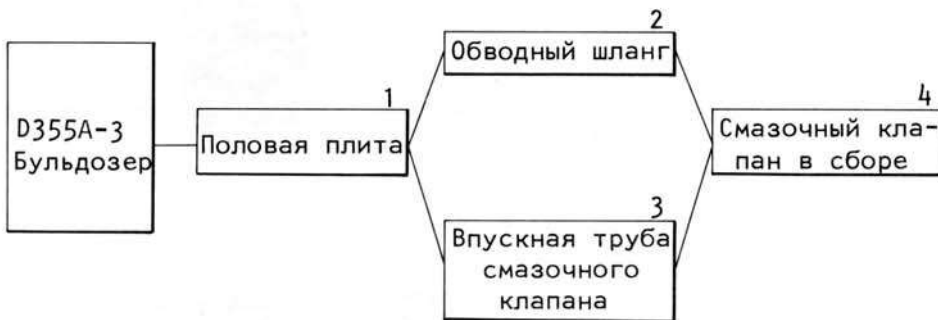 D355A-3
Бульдозер
1
Половая плита
2
Обводный шланг
3
Впускная труба
смазочного
клапана
4
Смазочный кла-
пан в сборе